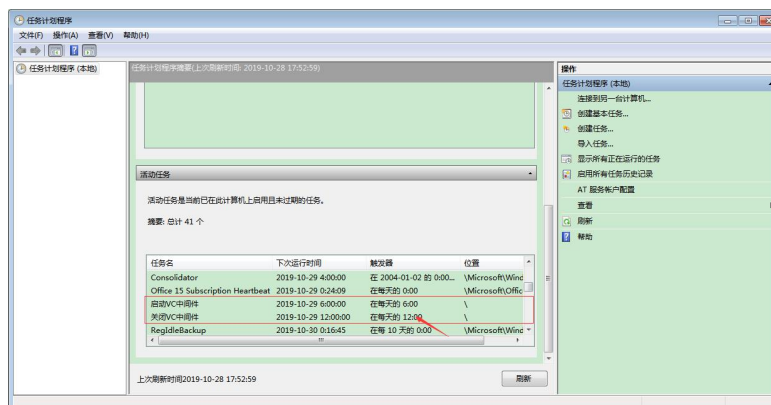 任务计划程序
文件(F) 操作(A) 查看(V) 帮助(H)
任务计划程序 (本地)
任务计划程序摘要(上次刷新时间: 2019-10-28 17:52:59)
活动任务
活动任务是当前已在此计算机上启用且未过期的任务。
摘要: 总计 41 个
任务名 下次运行时间 触发器 位置
Consolidator 2019-10-29 4:00:00 在 2004-01-02 的 0:00... \Microsoft\Wind
Office 15 Subscription Heartbeat 2019-10-29 0:24:09 在每天的 0:00 \Microsoft\Offic
启动VC中间件 2019-10-29 6:00:00 在每天的 6:00 \
关闭VC中间件 2019-10-29 12:00:00 在每天的 12:00 \
RegIdleBackup 2019-10-30 0:16:45 在每 10 天的 0:00 \Microsoft\Wind
上次刷新时间2019-10-28 17:52:59
刷新
操作
任务计划程序 (本地)
连接到另一台计算机...
创建基本任务...
创建任务...
导入任务...
显示所有正在运行的任务
启用所有任务历史记录
AT 服务帐户配置
查看
刷新
帮助